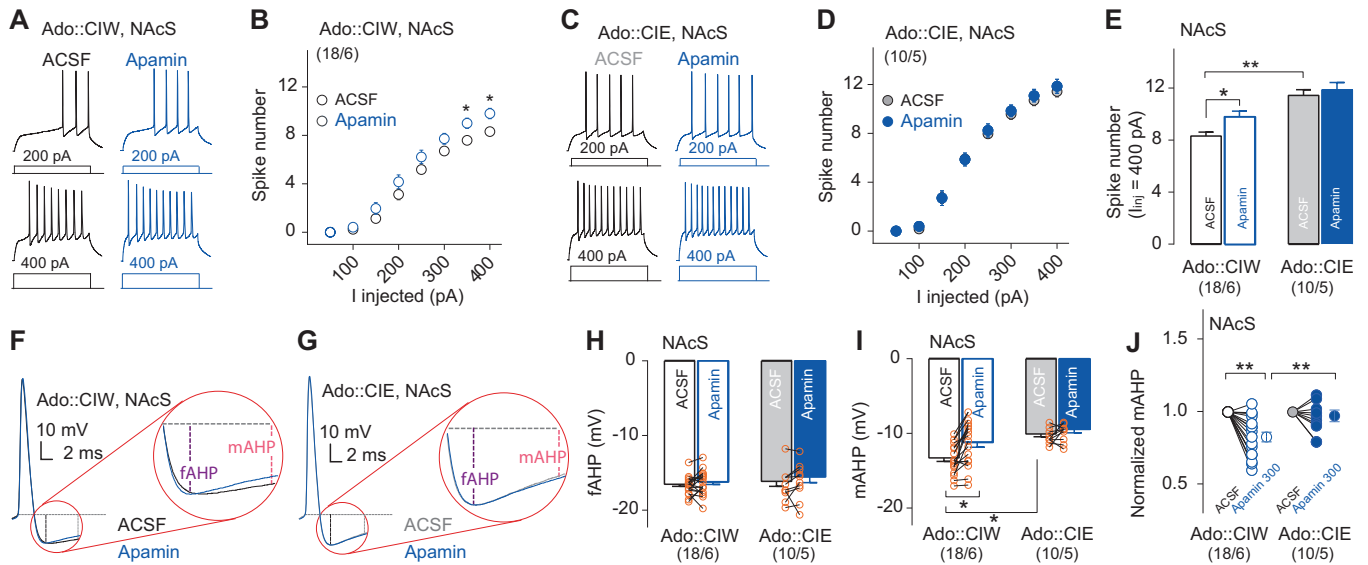 A
Ado::CIW, NAcS
ACSF
Apamin
200 pA
200 pA
400 pA
400 pA
B
Ado::CIW, NAcS
(18/6)
Spike number
12
8
4
0
ACSF
Apamin
*
*
100
200
300
400
I injected (pA)
C
Ado::CIE, NAcS
ACSF
Apamin
200 pA
200 pA
400 pA
400 pA
D
Ado::CIE, NAcS
(10/5)
Spike number
12
8
4
0
ACSF
Apamin
100
200
300
400
I injected (pA)
E
NAcS
**
*
Spike number
(Iinj = 400 pA)
12
8
4
0
ACSF
Apamin
ACSF
Apamin
Ado::CIW
(18/6)
Ado::CIE
(10/5)
F
Ado::CIW, NAcS
10 mV
2 ms
fAHP
mAHP
ACSF
Apamin
G
Ado::CIE, NAcS
10 mV
2 ms
fAHP
mAHP
ACSF
Apamin
H
NAcS
fAHP (mV)
0
-10
-20
ACSF
Apamin
ACSF
Apamin
Ado::CIW
(18/6)
Ado::CIE
(10/5)
I
NAcS
mAHP (mV)
0
-10
-20
ACSF
Apamin
ACSF
Apamin
*
*
Ado::CIW
(18/6)
Ado::CIE
(10/5)
J
NAcS
Normalized mAHP
1.5
1.0
0.5
**
**
ACSF
Apamin 300
ACSF
Apamin 300
Ado::CIW
(18/6)
Ado::CIE
(10/5)